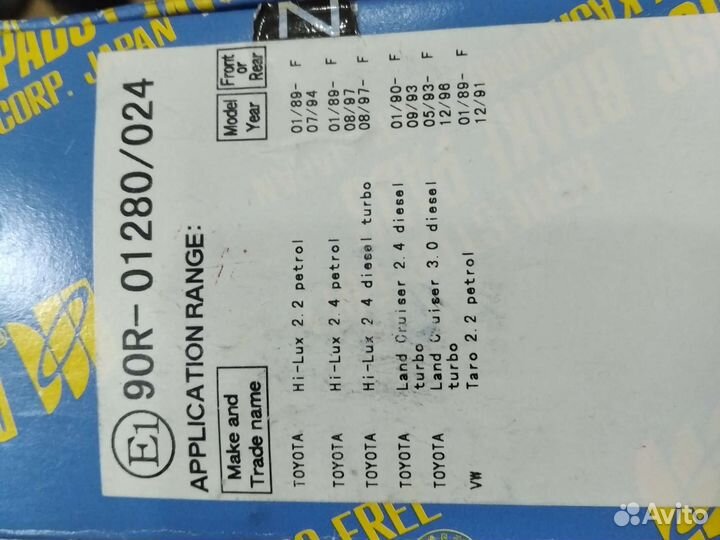 CORP. JAPAN
E1 90R-01280/024
APPLICATION RANGE:
Make and Trade name Model Year Front or Rear
TOYOTA Hi-Lux 2.2 petrol 01/89- F
07/94
TOYOTA Hi-Lux 2.4 petrol 01/89- F
08/97
TOYOTA Hi-Lux 2.4 diesel turbo 08/97- F
TOYOTA Land Cruiser 2.4 diesel 01/90- F
turbo 09/93
TOYOTA Land Cruiser 3.0 diesel 05/93- F
turbo 12/96
VW Taro 2.2 petrol 01/89- F
12/91
FREE
Avito